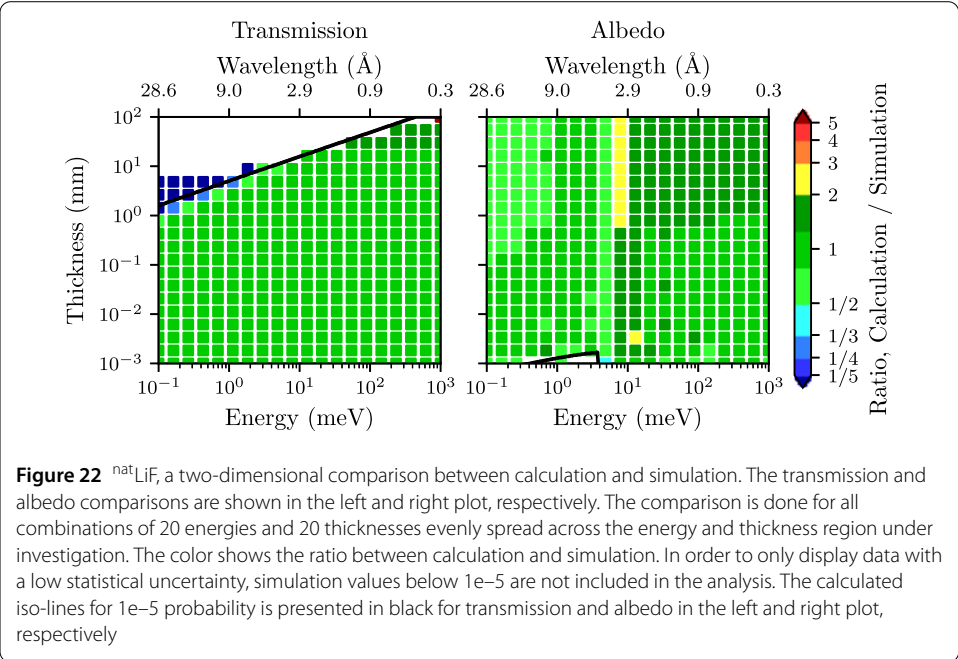 Transmission
Albedo
Wavelength (Å)
Wavelength (Å)
28.6 9.0 2.9 0.9 0.3
28.6 9.0 2.9 0.9 0.3
10²
10¹
10⁰
10⁻¹
10⁻²
10⁻³
Thickness (mm)
10⁻¹ 10⁰ 10¹ 10² 10³
10⁻¹ 10⁰ 10¹ 10² 10³
Energy (meV)
Energy (meV)
5
4
3
2
1
1/2
1/3
1/4
1/5
Ratio, Calculation / Simulation
Figure 22 ⁿᵃᵗLiF, a two-dimensional comparison between calculation and simulation. The transmission and
albedo comparisons are shown in the left and right plot, respectively. The comparison is done for all
combinations of 20 energies and 20 thicknesses evenly spread across the energy and thickness region under
investigation. The color shows the ratio between calculation and simulation. In order to only display data with
a low statistical uncertainty, simulation values below 1e–5 are not included in the analysis. The calculated
iso-lines for 1e–5 probability is presented in black for transmission and albedo in the left and right plot,
respectively